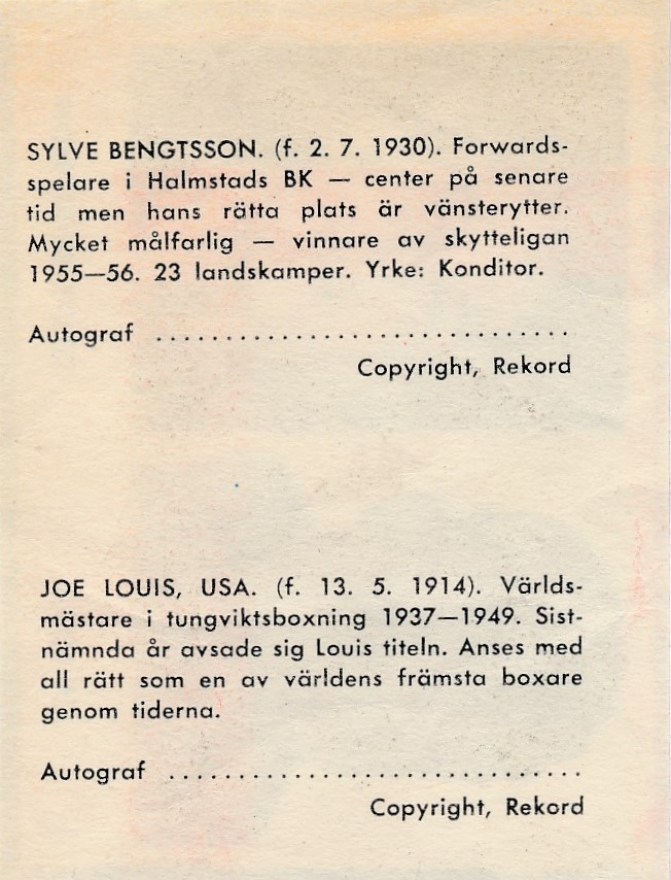 SYLVE BENGTSSON. (f. 2. 7. 1930). Forwards-
spelare i Halmstads BK — center på senare
tid men hans rätta plats är vänsterytter.
Mycket målfarlig — vinnare av skytteligan
1955—56. 23 landskamper. Yrke: Konditor.
Autograf ..............................
Copyright, Rekord
JOE LOUIS, USA. (f. 13. 5. 1914). Världs-
mästare i tungviktsboxning 1937—1949. Sist-
nämnda år avsade sig Louis titeln. Anses med
all rätt som en av världens främsta boxare
genom tiderna.
Autograf ..............................
Copyright, Rekord